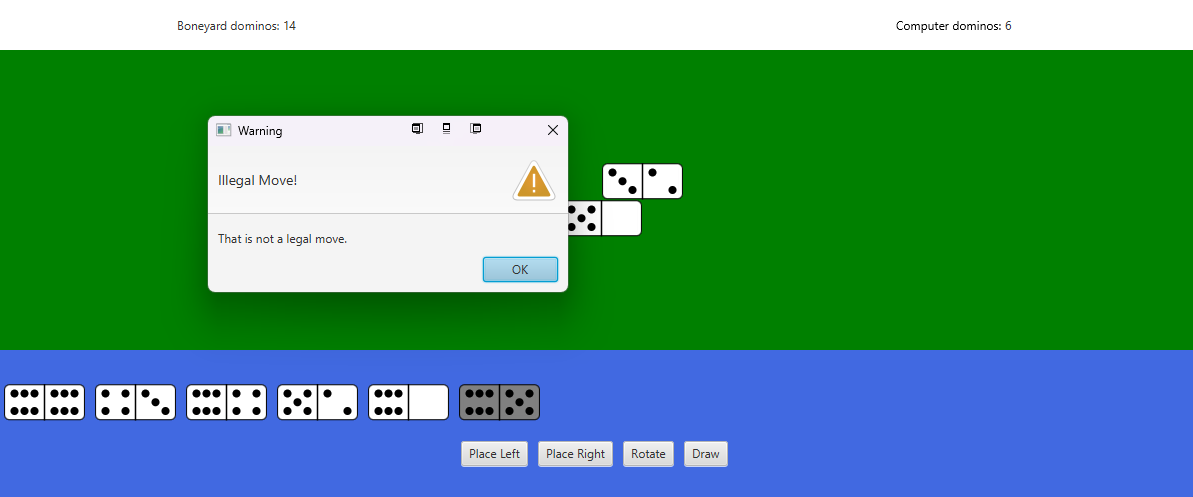 Boneyard dominos: 14
Computer dominos: 6
Warning
Illegal Move!
That is not a legal move.
OK
Place Left
Place Right
Rotate
Draw